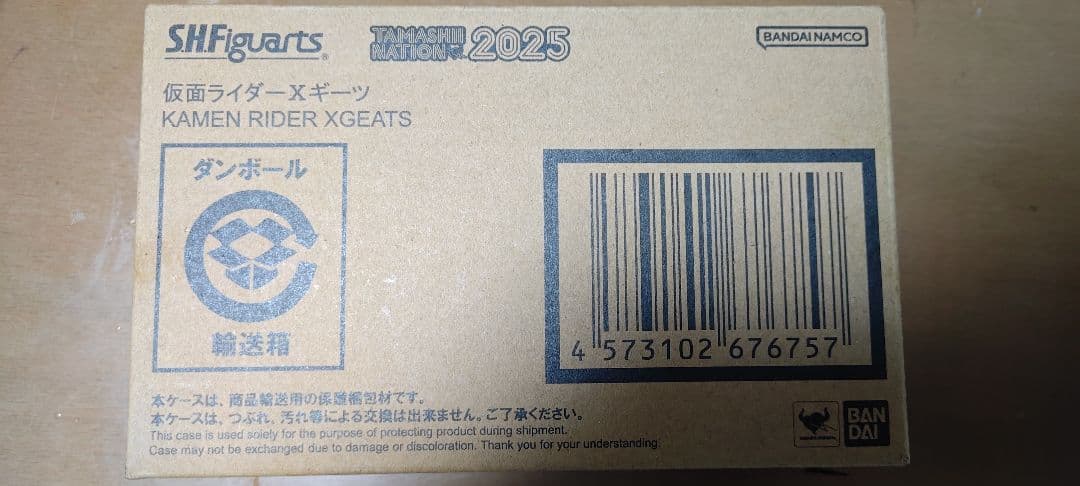 S.H.Figuarts®
TAMASHII NATION 2025
BANDAI NAMCO
仮面ライダーXギーツ
KAMEN RIDER XGEATS
ダンボール
輸送箱
4 573102 676757
本ケースは、商品輸送用の保護梱包材です。
本ケースは、つぶれ、汚れ等による交換は出来ません。ご了承ください。
This case is used solely for the purpose of protecting product during shipment.
Case may not be exchanged due to damage or discoloration. Thank you for your understanding.
BAN
DAI